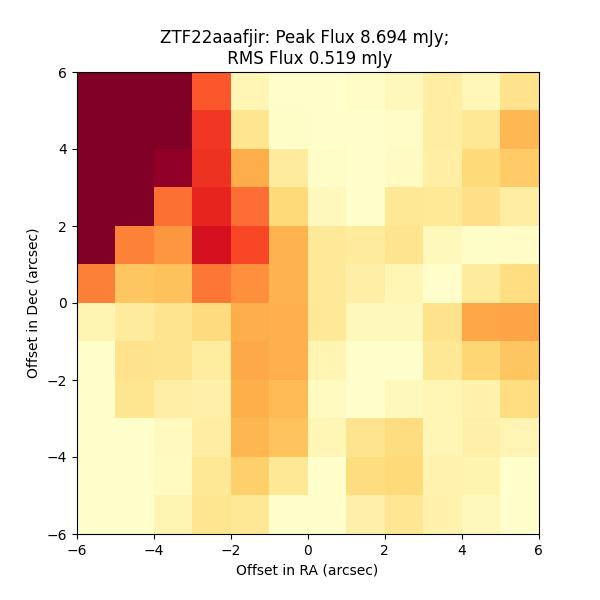 ZTF22aaafjir: Peak Flux 8.694 mJy;
RMS Flux 0.519 mJy
6
4
2
0
−2
−4
−6
Offset in Dec (arcsec)
−6 −4 −2 0 2 4 6
Offset in RA (arcsec)